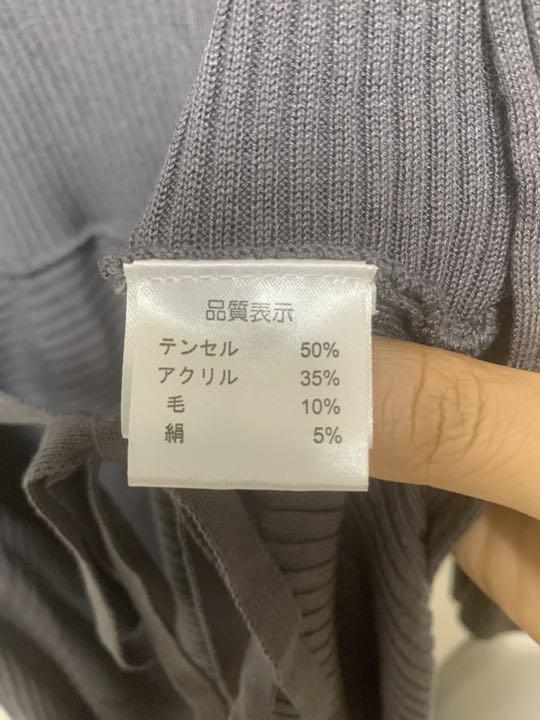 品質表示
テンセル 50%
アクリル 35%
毛 10%
絹 5%